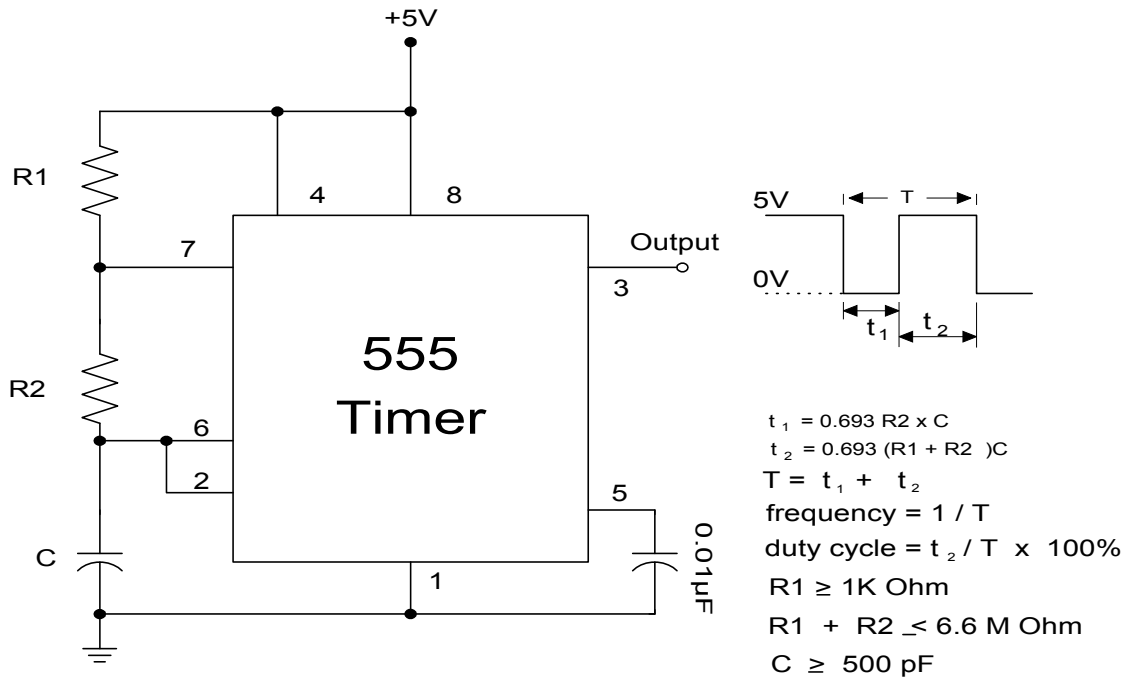 +5V
R1
4
8
7
5V
T
Output
3
0V
t₁
t₂
555
Timer
R2
6
2
t₁ = 0.693 R2 x C
t₂ = 0.693 (R1 + R2 )C
T = t₁ + t₂
5
frequency = 1 / T
duty cycle = t₂ / T x 100%
C
0.01µF
1
R1 ≥ 1K Ohm
R1 + R2 ≤ 6.6 M Ohm
C ≥ 500 pF